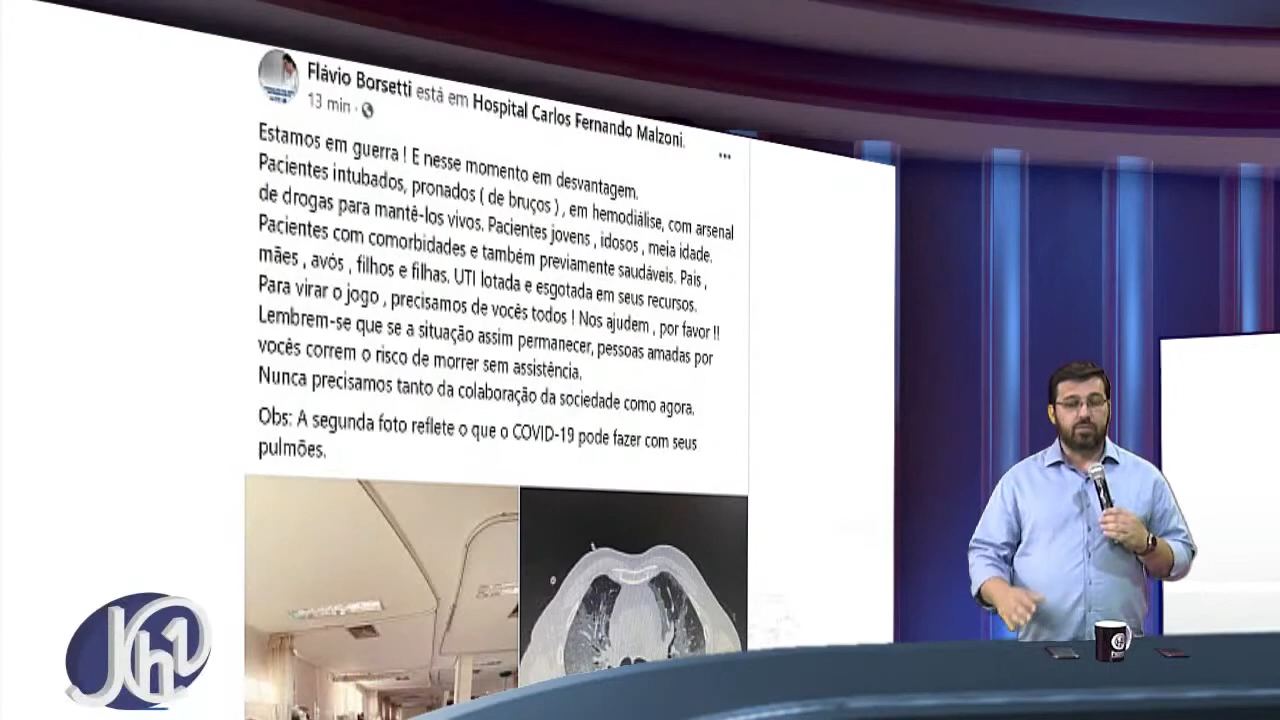 Flávio Borsetti está em Hospital Carlos Fernando Malzoni.
13 min ·
Estamos em guerra ! E nesse momento em desvantagem.
Pacientes intubados, pronados ( de bruços ) , em hemodiálise, com arsenal
de drogas para mantê-los vivos. Pacientes jovens , idosos , meia idade.
Pacientes com comorbidades e também previamente saudáveis. Pais ,
mães , avós , filhos e filhas. UTI lotada e esgotada em seus recursos.
Para virar o jogo , precisamos de vocês todos ! Nos ajudem , por favor !!
Lembrem-se que se a situação assim permanecer, pessoas amadas por
vocês correm o risco de morrer sem assistência.
Nunca precisamos tanto da colaboração da sociedade como agora.
Obs: A segunda foto reflete o que o COVID-19 pode fazer com seus
pulmões.
Jh1